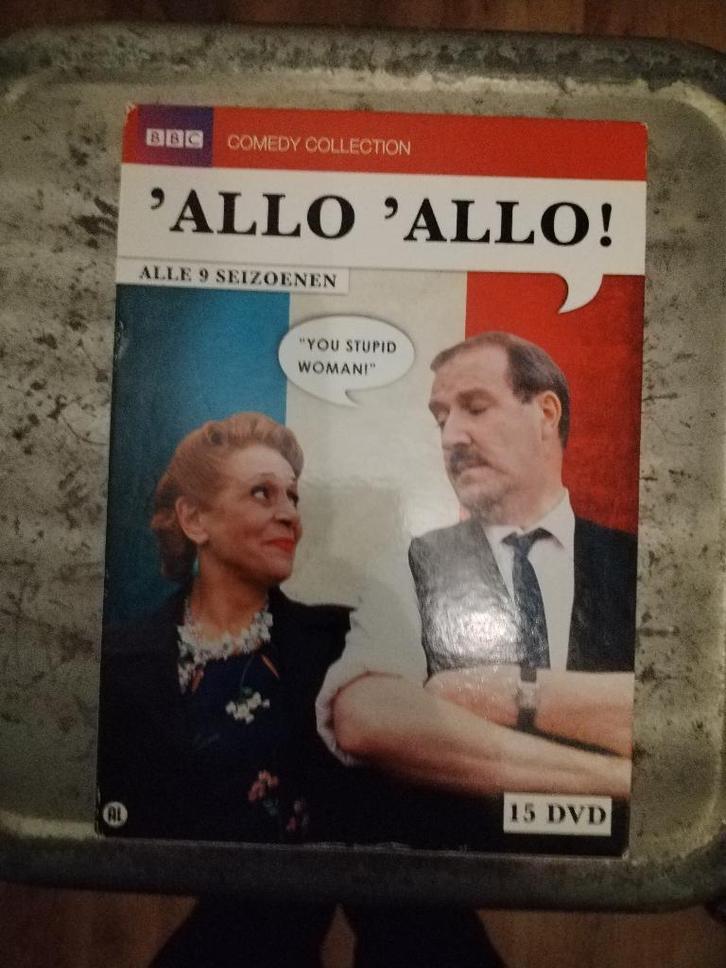 BBC COMEDY COLLECTION
’ALLO ’ALLO!
ALLE 9 SEIZOENEN
"YOU STUPID
WOMAN!"
15 DVD
AL